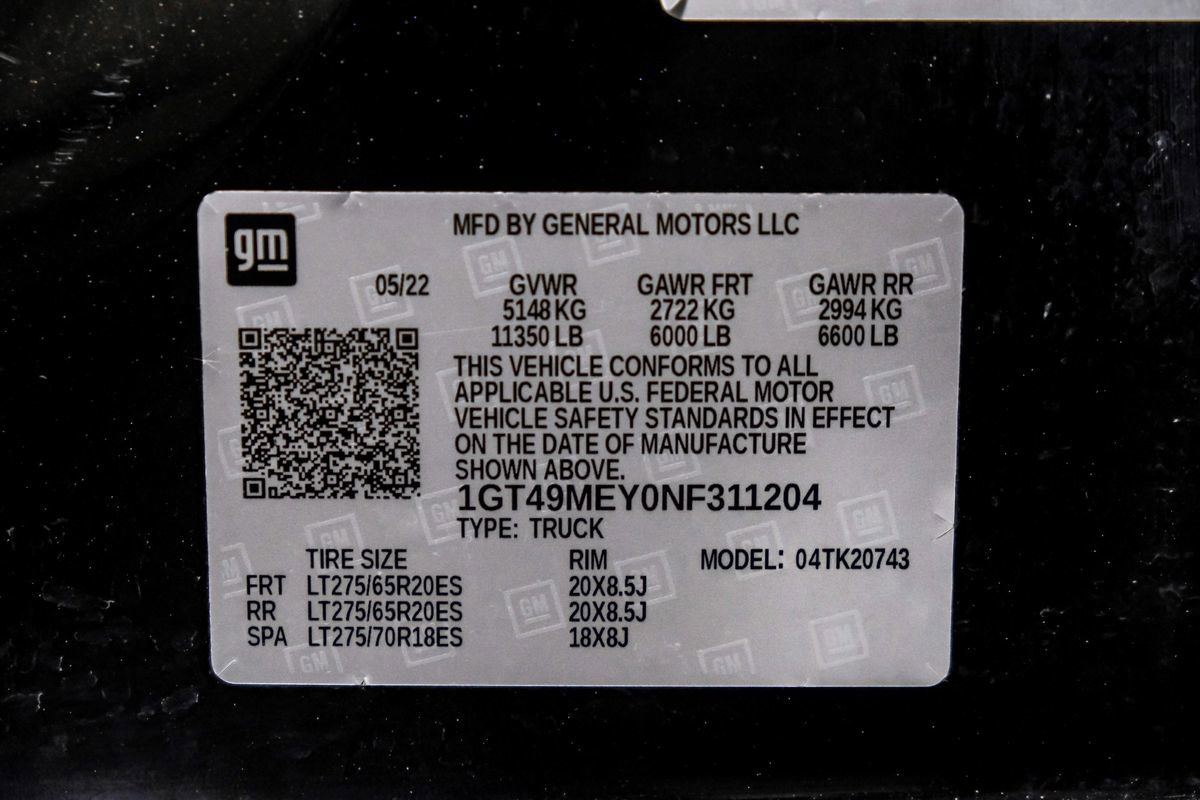 gm
MFD BY GENERAL MOTORS LLC
05/22 GVWR GAWR FRT GAWR RR
5148 KG 2722 KG 2994 KG
11350 LB 6000 LB 6600 LB
THIS VEHICLE CONFORMS TO ALL
APPLICABLE U.S. FEDERAL MOTOR
VEHICLE SAFETY STANDARDS IN EFFECT
ON THE DATE OF MANUFACTURE
SHOWN ABOVE.
1GT49MEY0NF311204
TYPE: TRUCK
TIRE SIZE RIM MODEL: 04TK20743
FRT LT275/65R20ES 20X8.5J
RR LT275/65R20ES 20X8.5J
SPA LT275/70R18ES 18X8J